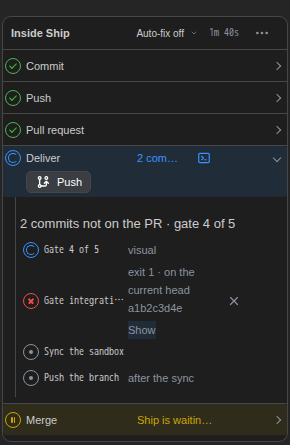 Inside Ship Auto-fix off 1m 40s
Commit
Push
Pull request
Deliver 2 com...
Push
2 commits not on the PR · gate 4 of 5
Gate 4 of 5 visual
exit 1 · on the
Gate integrati··· current head
a1b2c3d4e
Show
Sync the sandbox
Push the branch after the sync
Merge Ship is waitin...